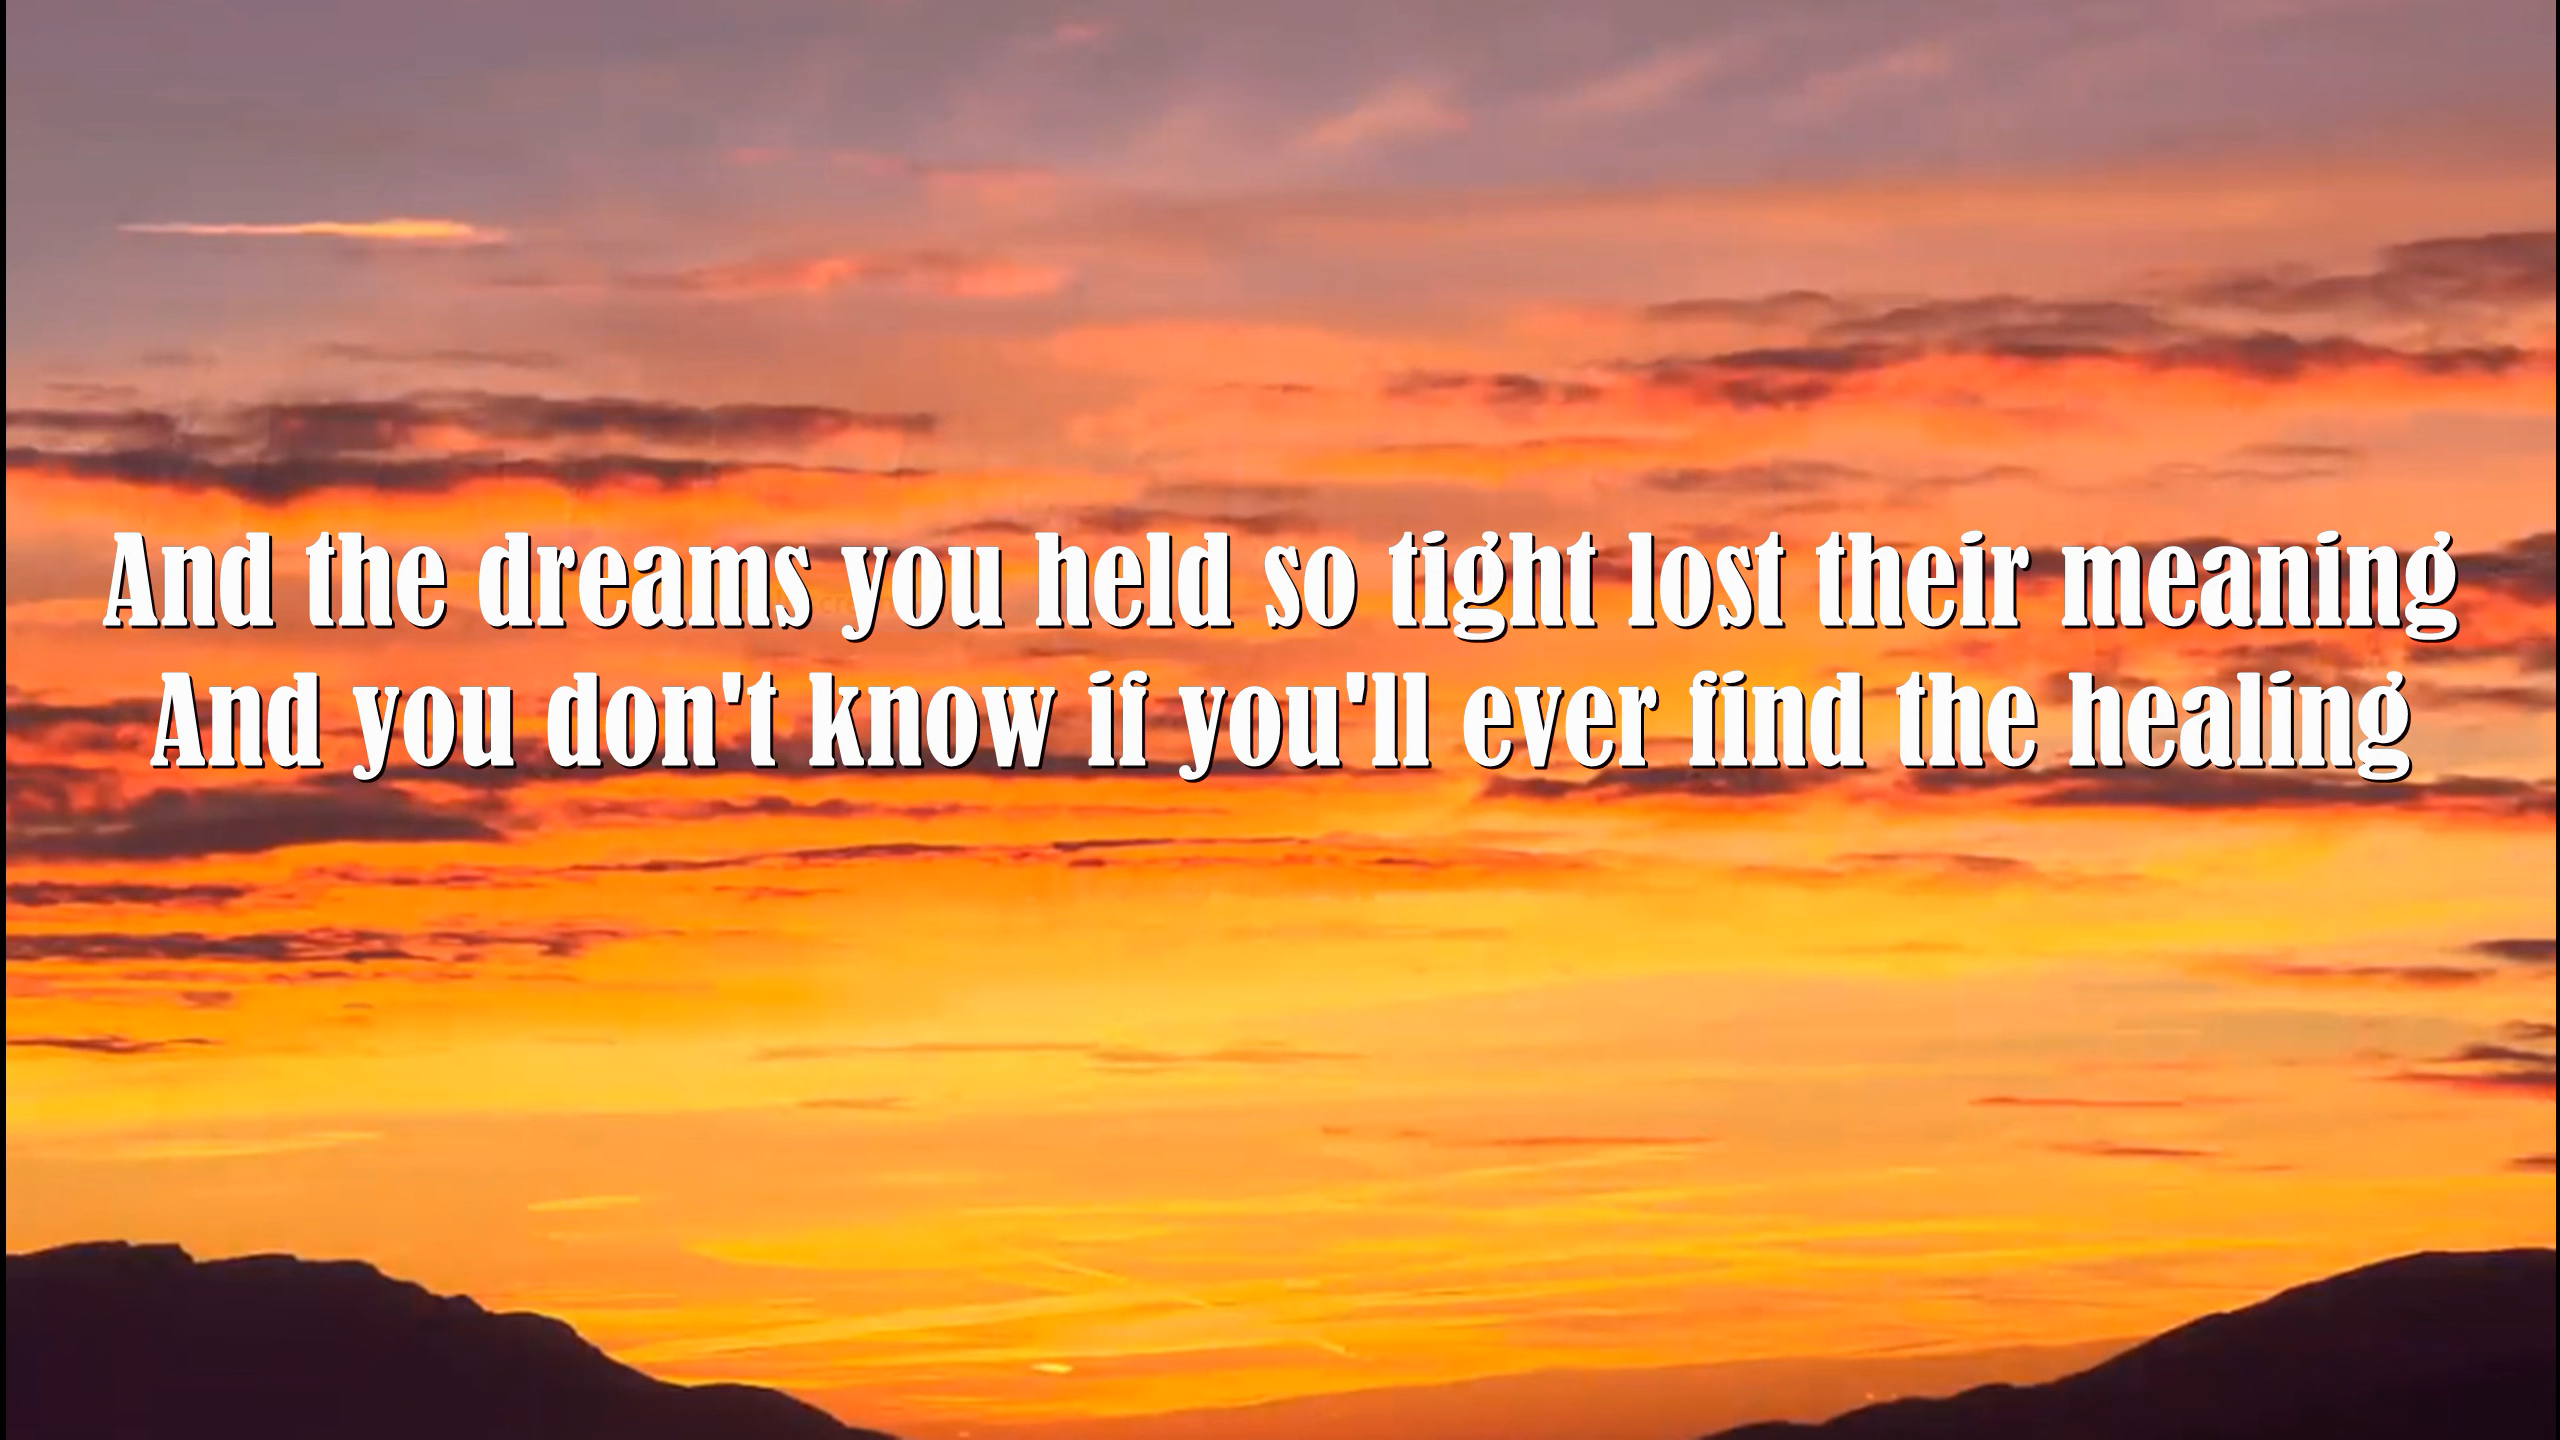 And the dreams you held so tight lost their meaning
And you don't know if you'll ever find the healing